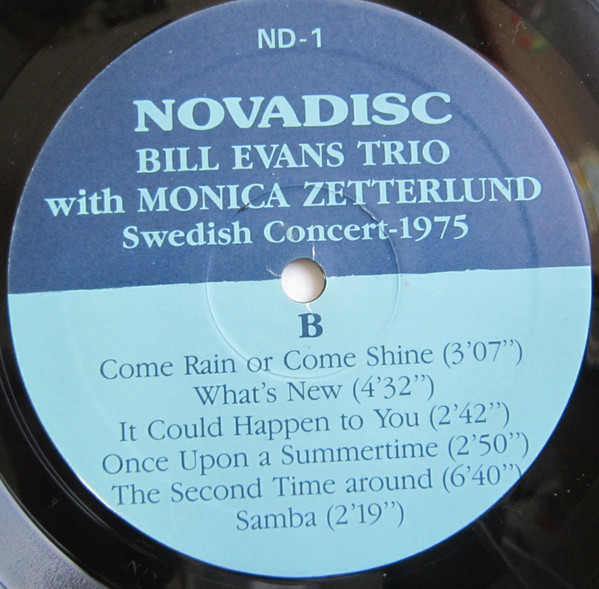 ND-1
NOVADISC
BILL EVANS TRIO
with MONICA ZETTERLUND
Swedish Concert-1975
B
Come Rain or Come Shine (3'07")
What's New (4'32")
It Could Happen to You (2'42")
Once Upon a Summertime (2'50")
The Second Time around (6'40")
Samba (2'19")